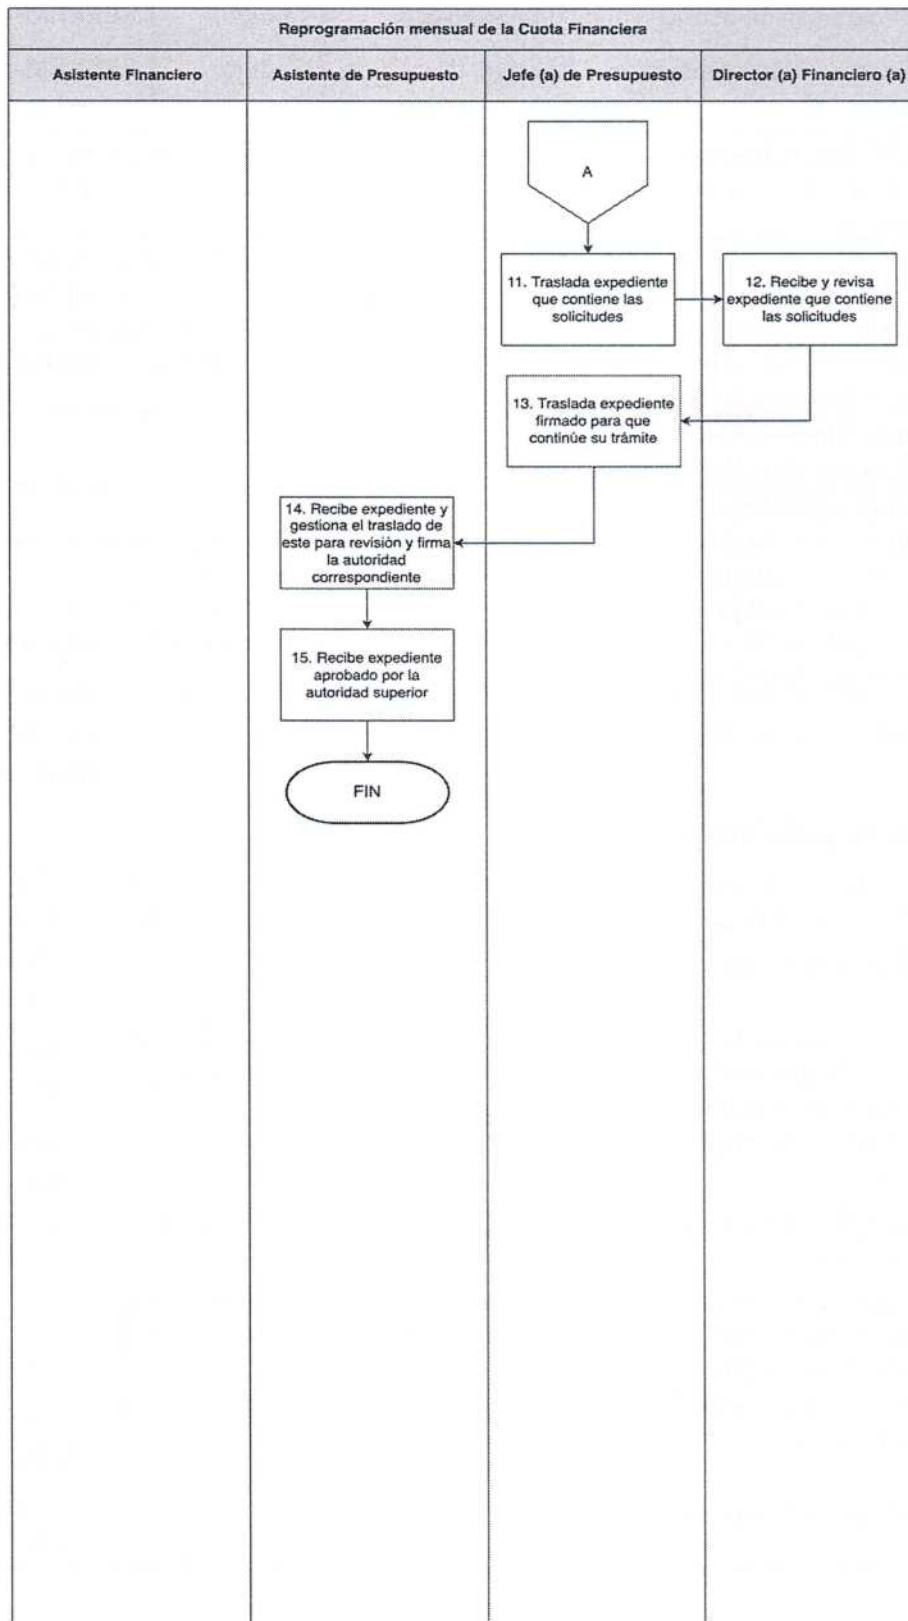 Reprogramación mensual de la Cuota Financiera
Asistente Financiero
Asistente de Presupuesto
Jefe (a) de Presupuesto
Director (a) Financiero (a)
A
11. Traslada expediente
que contiene las
solicitudes
12. Recibe y revisa
expediente que contiene
las solicitudes
13. Traslada expediente
firmado para que
continúe su trámite
14. Recibe expediente y
gestiona el traslado de
este para revisión y firma
la autoridad
correspondiente
15. Recibe expediente
aprobado por la
autoridad superior
FIN